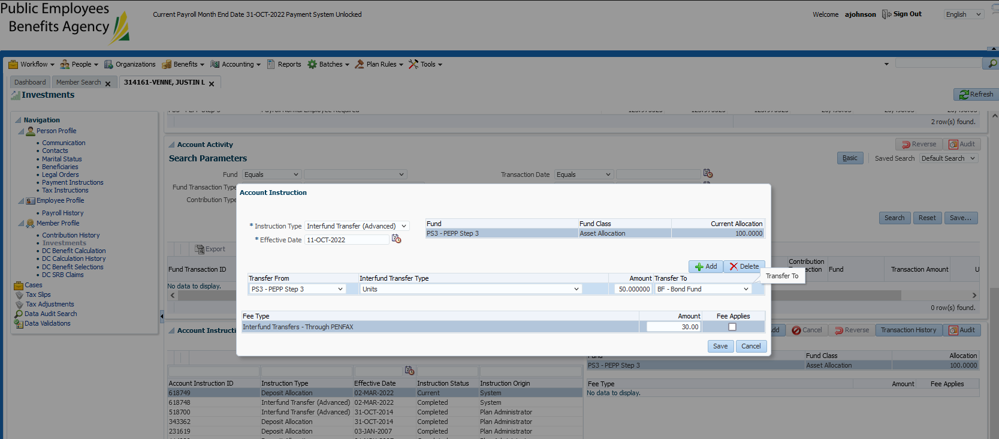 Public Employees
Benefits Agency
Current Payroll Month End Date 31-OCT-2022 Payment System Unlocked
Welcome ajohnson Sign Out English
Workflow People Organizations Benefits Accounting Reports Batches Plan Rules Tools
Dashboard Member Search 314161-VENNE, JUSTIN L
Investments
Refresh
Navigation
Person Profile
Communication
Contacts
Marital Status
Beneficiaries
Legal Orders
Payment Instructions
Tax Instructions
Employee Profile
Payroll History
Member Profile
Contribution History
Investments
DC Benefit Calculation
DC Calculation History
DC Benefit Selections
DC SRB Claims
Cases
Tax Slips
Tax Adjustments
Data Audit Search
Data Validations
PS3 - PEPP Step 3 Payroll Normal Employee Required
2 row(s) found.
Account Activity
Reverse Audit
Search Parameters
Basic Saved Search Default Search
Fund Equals Transaction Date Equals
Fund Transaction Type
Contribution Type
Search Reset Save...
Export
Fund Transaction ID Contribution Fund Transaction Amount U
No data to display.
0 row(s) found.
Account Instruction
* Instruction Type Interfund Transfer (Advanced)
* Effective Date 11-OCT-2022
Fund Fund Class Current Allocation
PS3 - PEPP Step 3 Asset Allocation 100.0000
Add Delete
Transfer To
Transfer From Interfund Transfer Type Amount Transfer To
PS3 - PEPP Step 3 Units 50.000000 BF - Bond Fund
Fee Type Amount Fee Applies
Interfund Transfers - Through PENFAX 30.00
Save Cancel
Cancel Reverse Transaction History Audit
Account Instruction ID Instruction Type Effective Date Instruction Status Instruction Origin
618749 Deposit Allocation 02-MAR-2022 Current System
618748 Interfund Transfer (Advanced) 02-MAR-2022 Completed System
518700 Interfund Transfer (Advanced) 31-OCT-2014 Completed Plan Administrator
343362 Deposit Allocation 31-OCT-2014 Completed Plan Administrator
231619 Deposit Allocation 03-JAN-2007 Completed Plan Administrator
Fund Fund Class Allocation
PS3 - PEPP Step 3 Asset Allocation 100.0000
Fee Type Amount Fee Applies
No data to display.